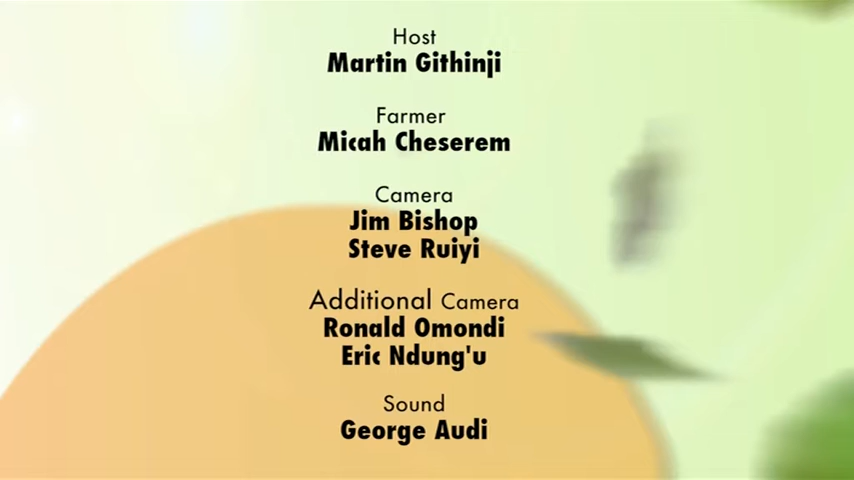 Host
Martin Githinji
Farmer
Micah Cheserem
Camera
Jim Bishop
Steve Ruiyi
Additional Camera
Ronald Omondi
Eric Ndung'u
Sound
George Audi